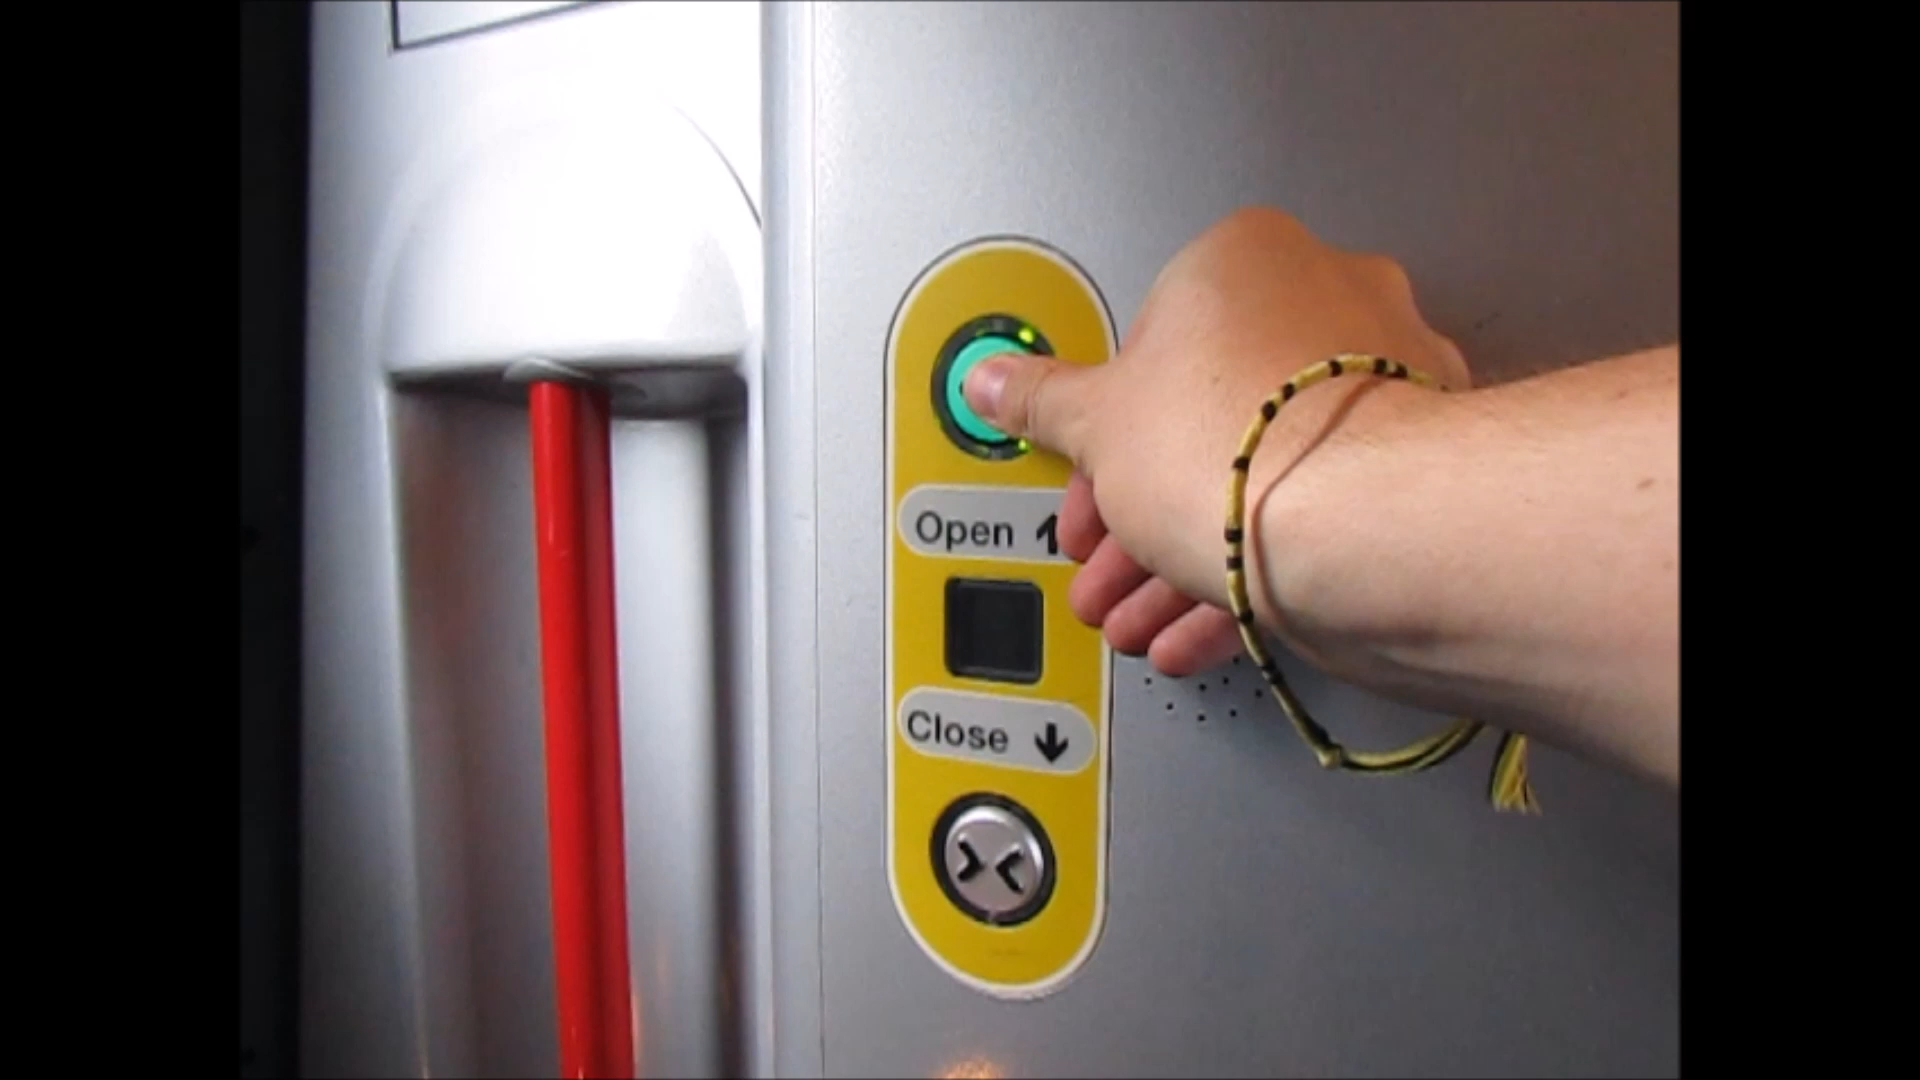 Open ↑
Close ↓